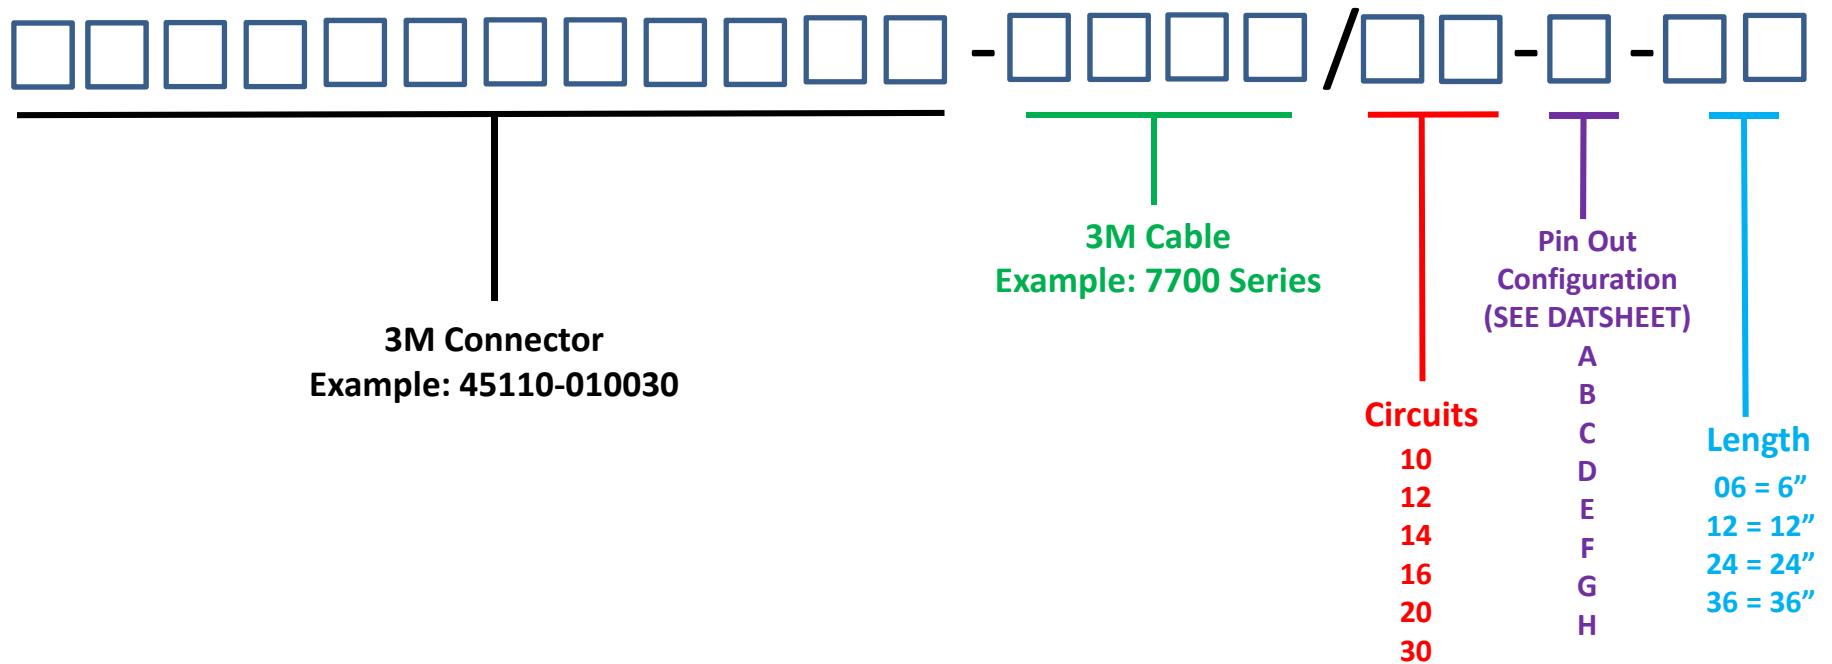 - / - -
3M Connector
Example: 45110-010030
3M Cable
Example: 7700 Series
Circuits
10
12
14
16
20
30
Pin Out
Configuration
(SEE DATSHEET)
A
B
C
D
E
F
G
H
Length
06 = 6”
12 = 12”
24 = 24”
36 = 36”